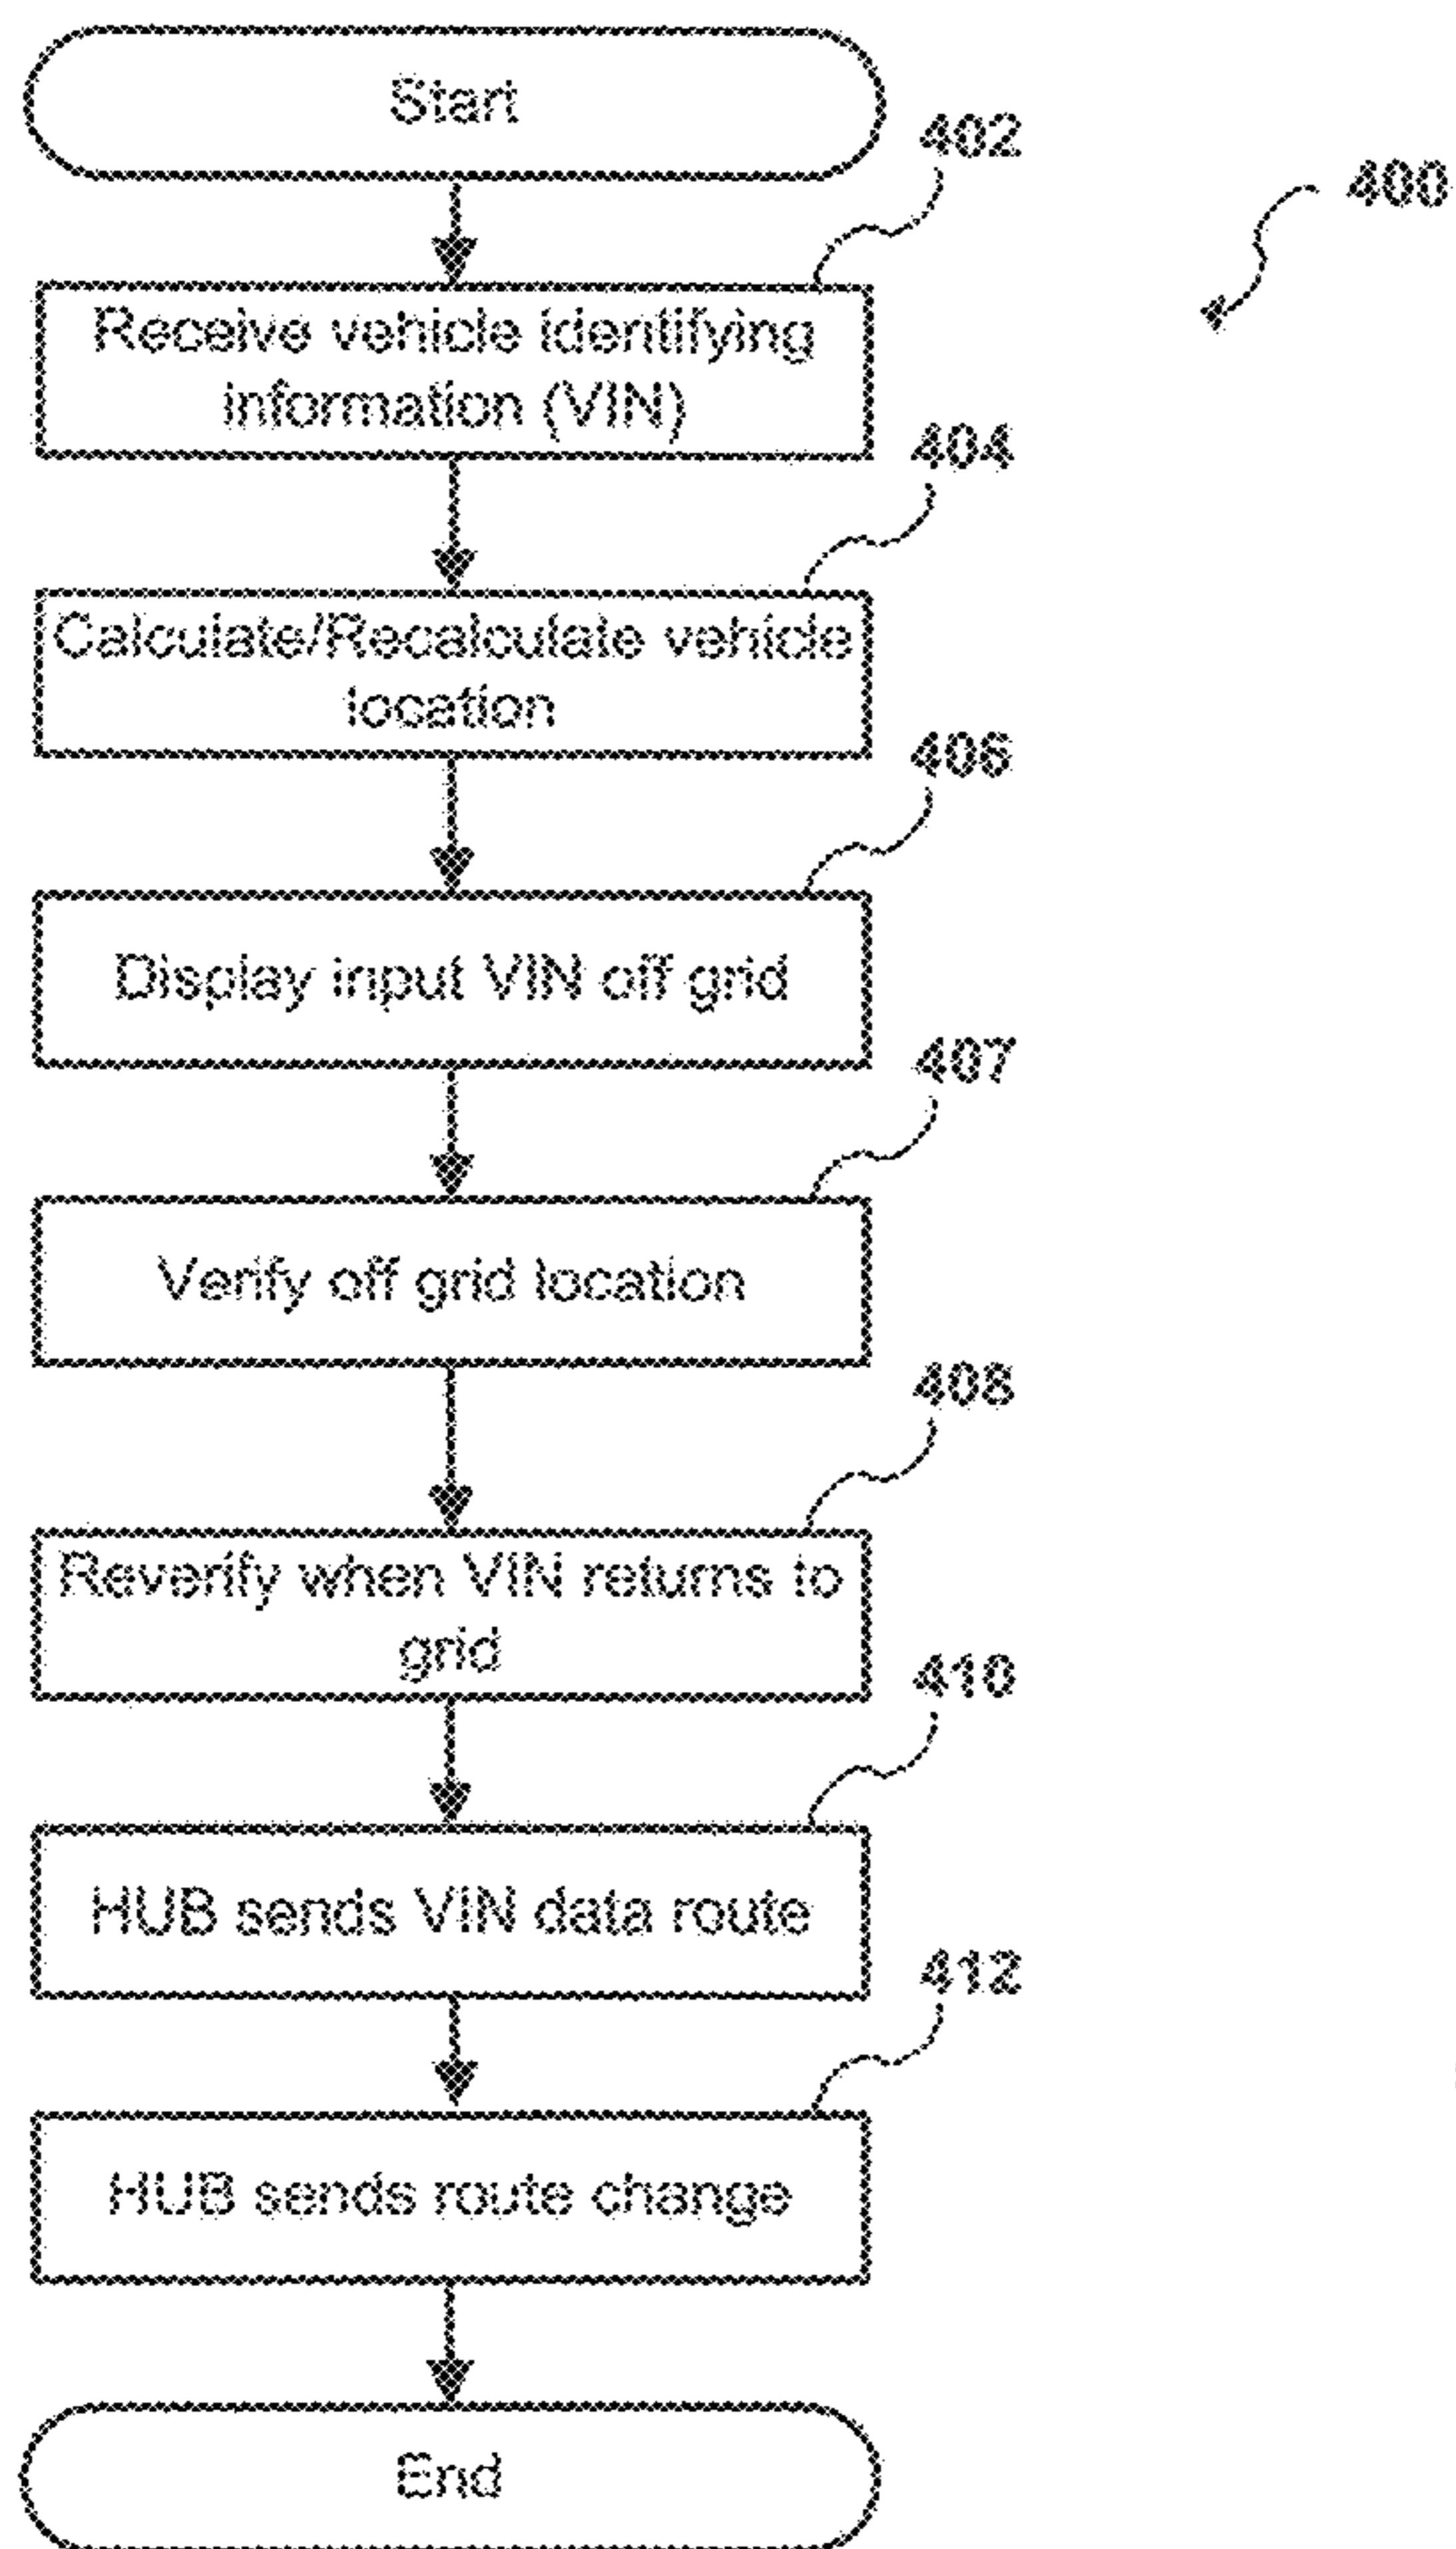 Start
402
400
Receive vehicle identifying
information (VIN)
404
Calculate/Recalculate vehicle
location
406
Display input VIN off grid
407
Verify off grid location
408
Reverify when VIN returns to
grid
410
HUB sends VIN data route
412
HUB sends route change
End